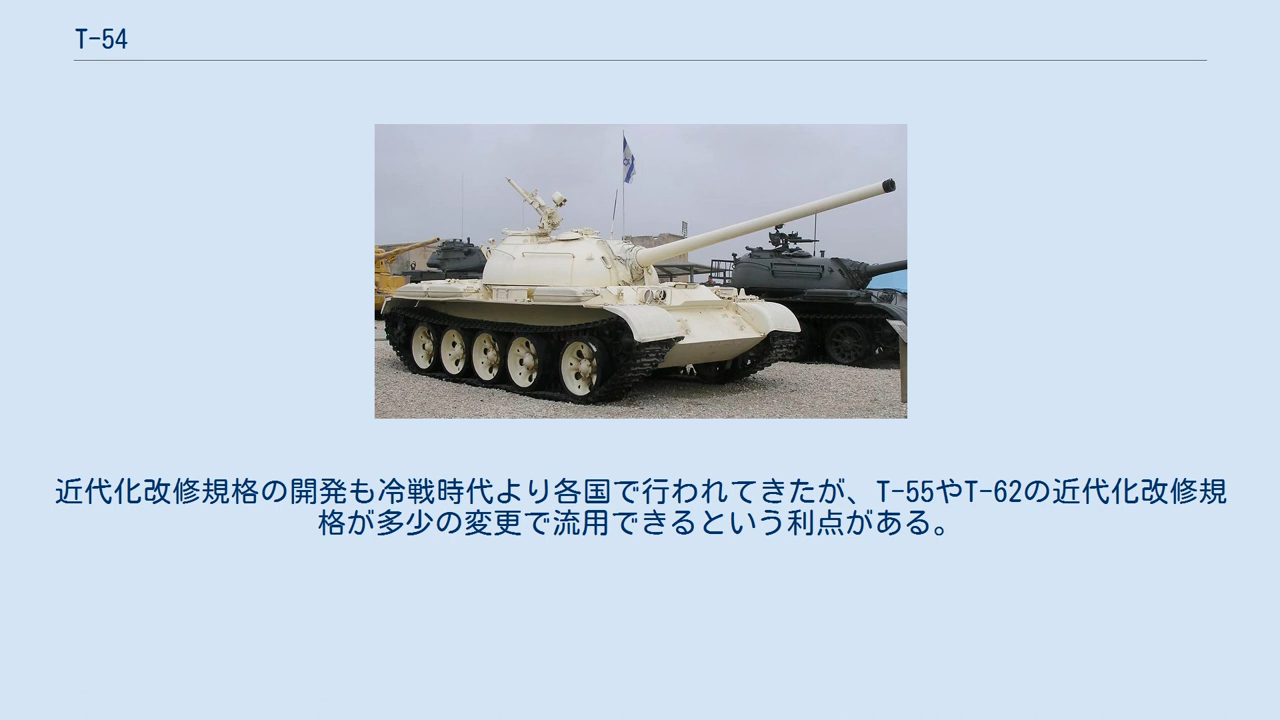 T-54
近代化改修規格の開発も冷戦時代より各国で行われてきたが、T-55やT-62の近代化改修規
格が多少の変更で流用できるという利点がある。